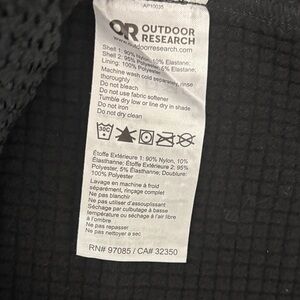 AP10035
OR OUTDOOR
RESEARCH
www.outdoorresearch.com
Shell 1: 90% Nylon, 10% Elastane;
Shell 2: 95% Polyester, 5% Elastane;
Lining: 100% Polyester
Machine wash cold separately, rinse
thoroughly
Do not bleach
Do not use fabric softener
Tumble dry low or line dry in shade
Do not iron
Do not dry clean
30C
Étoffe Extérieure 1: 90% Nylon, 10%
Élasthanne; Étoffe Extérieure 2: 95%
Polyester, 5% Élasthanne; Doublure:
100% Polyester
Lavage en machine à froid
séparément, rinçage complet
Ne pas blanchir
Ne pas utiliser d'assouplissant
Séchage par culbutage à basse
température ou séchage à l'air libre
à l'ombre
Ne pas repasser
Ne pas nettoyer a sec
RN# 97085 / CA# 32350